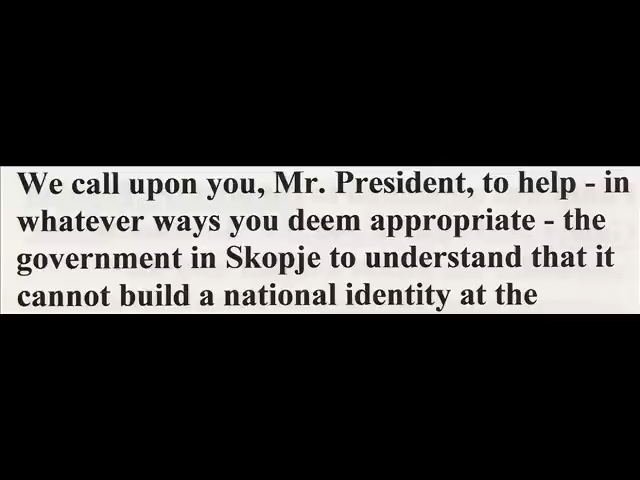 We call upon you, Mr. President, to help - in
whatever ways you deem appropriate - the
government in Skopje to understand that it
cannot build a national identity at the